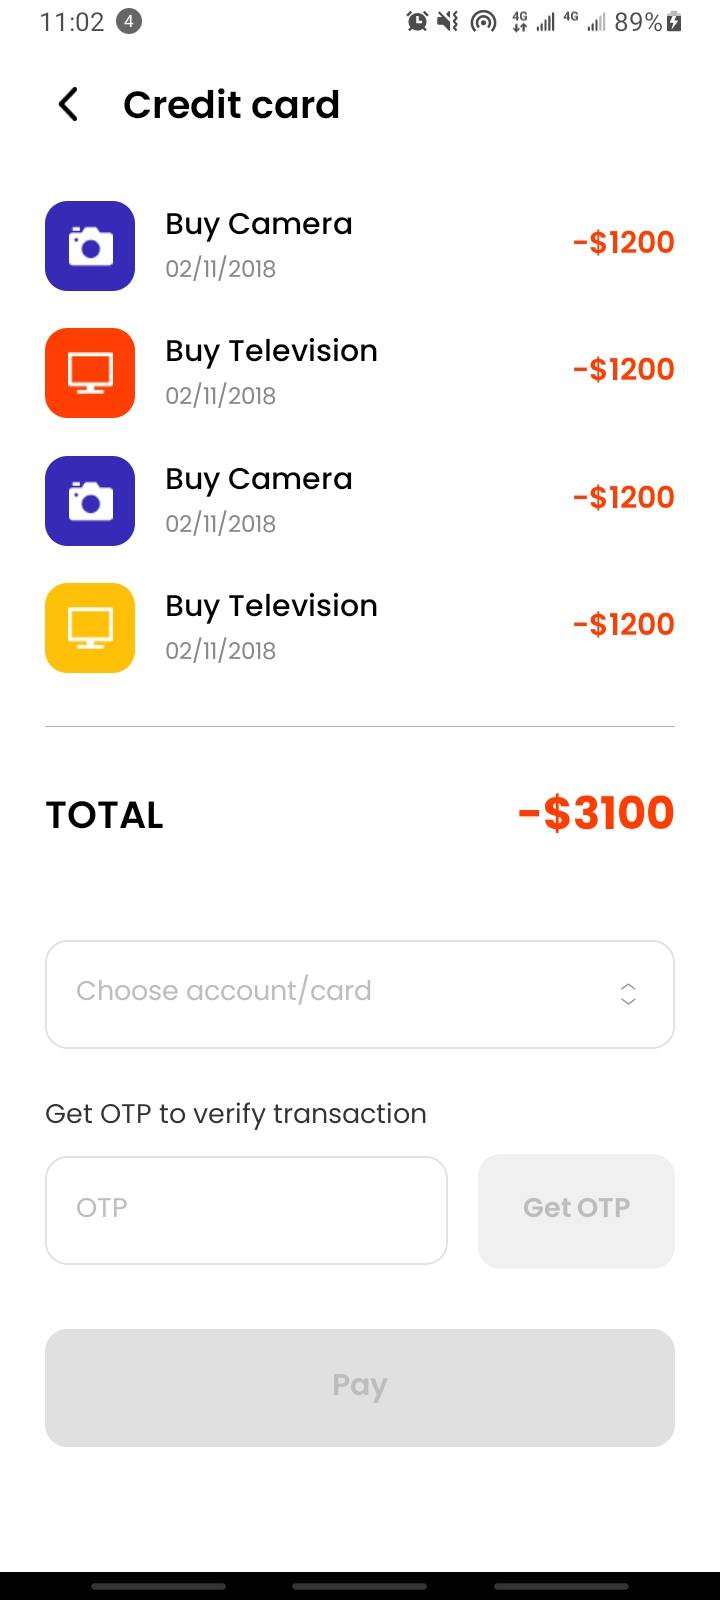 11:02 4 4G 4G 89%
Credit card
Buy Camera
02/11/2018
-$1200
Buy Television
02/11/2018
-$1200
Buy Camera
02/11/2018
-$1200
Buy Television
02/11/2018
-$1200
TOTAL -$3100
Choose account/card
Get OTP to verify transaction
OTP Get OTP
Pay